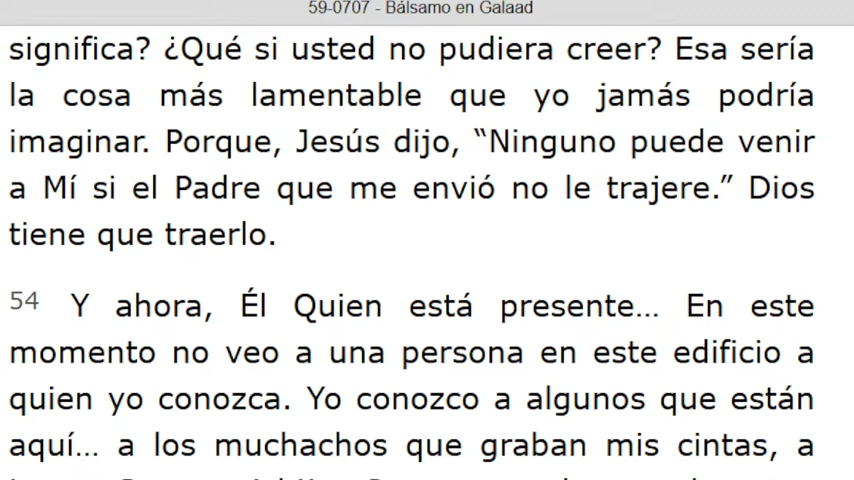 59-0707 - Bálsamo en Galaad
significa? ¿Qué si usted no pudiera creer? Esa sería
la cosa más lamentable que yo jamás podría
imaginar. Porque, Jesús dijo, “Ninguno puede venir
a Mí si el Padre que me envió no le trajere.” Dios
tiene que traerlo.
54 Y ahora, Él Quien está presente… En este
momento no veo a una persona en este edificio a
quien yo conozca. Yo conozco a algunos que están
aquí… a los muchachos que graban mis cintas, a